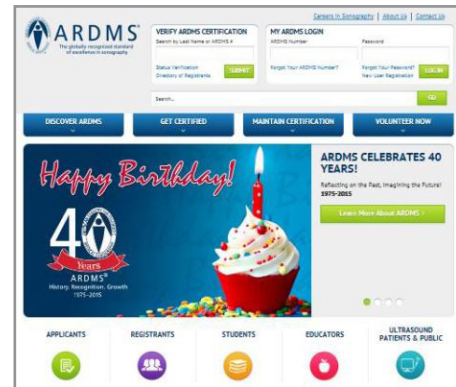 Careers in Sonography | About Us | Contact Us
ARDMS®
The globally recognized standard
of excellence in sonography
VERIFY ARDMS CERTIFICATION
Search by Last Name or ARDMS #
Status Verification
Directory of Registrants
SUBMIT
MY ARDMS LOGIN
ARDMS Number
Password
Forgot Your ARDMS Number?
Forgot Your Password?
New User Registration
LOG IN
Search...
GO
DISCOVER ARDMS
GET CERTIFIED
MAINTAIN CERTIFICATION
VOLUNTEER NOW
Happy Birthday!
40
Years
ARDMS®
History. Recognition. Growth
1975-2015
ARDMS CELEBRATES 40
YEARS!
Reflecting on the Past, Imagining the Future!
1975-2015
Learn More About ARDMS >
APPLICANTS
REGISTRANTS
STUDENTS
EDUCATORS
ULTRASOUND
PATIENTS & PUBLIC